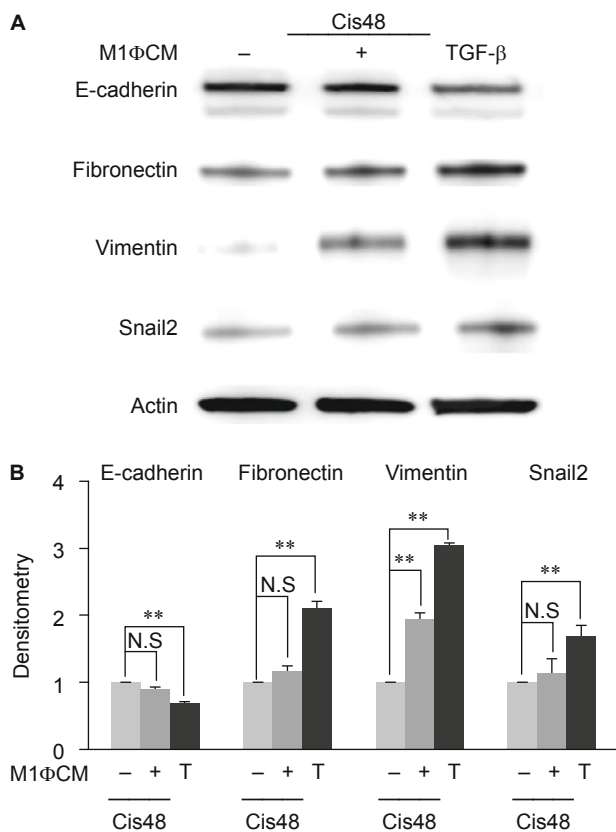 A
Cis48
M1ΦCM – + TGF-β
E-cadherin
Fibronectin
Vimentin
Snail2
Actin
B
E-cadherin Fibronectin Vimentin Snail2
Densitometry
4
3
2
1
0
**
N.S
**
N.S
**
**
**
N.S
M1ΦCM – + T – + T – + T – + T
Cis48 Cis48 Cis48 Cis48